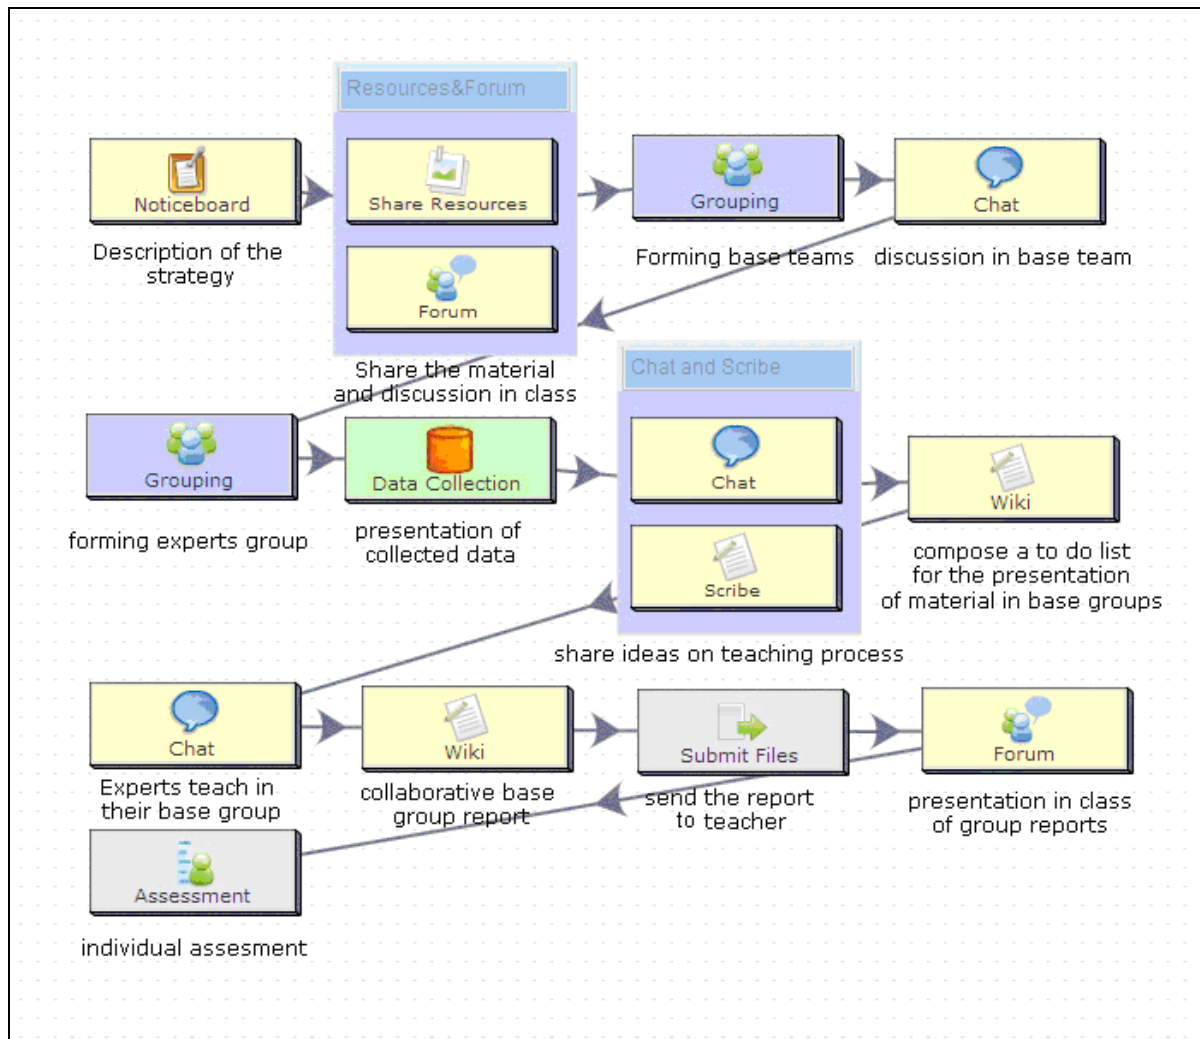 Resources&Forum
Noticeboard
Share Resources
Grouping
Chat
Description of the
strategy
Forum
Forming base teams
discussion in base team
Share the material
and discussion in class
Chat and Scribe
Grouping
Data Collection
Chat
Wiki
forming experts group
presentation of
collected data
Scribe
compose a to do list
for the presentation
of material in base groups
share ideas on teaching process
Chat
Wiki
Submit Files
Forum
Experts teach in
their base group
collaborative base
group report
send the report
to teacher
presentation in class
of group reports
Assessment
individual assesment